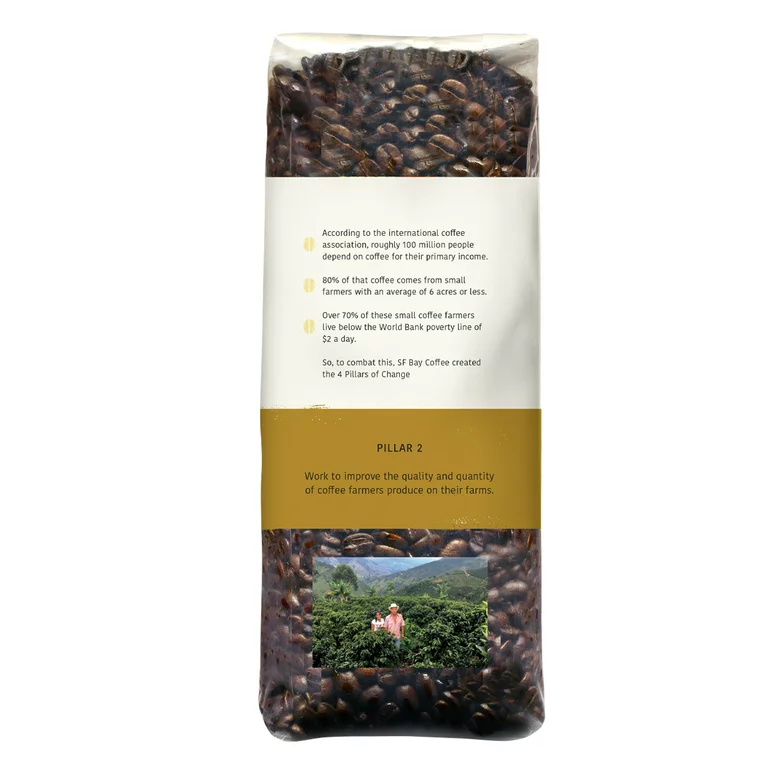 According to the international coffee
association, roughly 100 million people
depend on coffee for their primary income.
80% of that coffee comes from small
farmers with an average of 6 acres or less.
Over 70% of these small coffee farmers
live below the World Bank poverty line of
$2 a day.
So, to combat this, SF Bay Coffee created
the 4 Pillars of Change
PILLAR 2
Work to improve the quality and quantity
of coffee farmers produce on their farms.